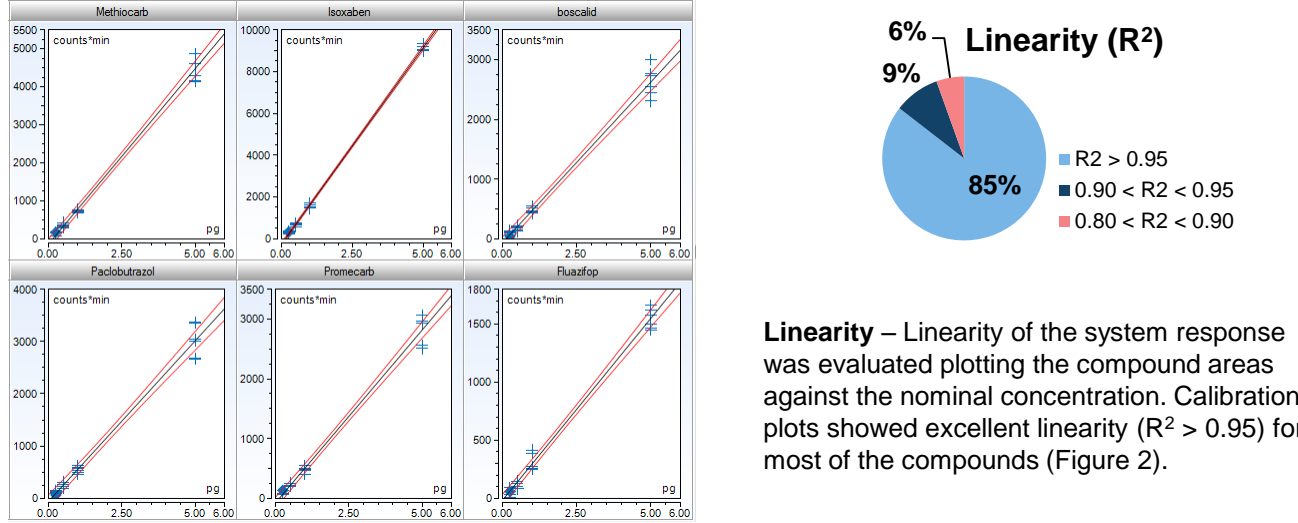 Methiocarb
5500
5000
4000
3000
2000
1000
0
counts*min
pg
0.00 2.50 5.00 6.00
Isoxaben
10000
8000
6000
4000
2000
0
counts*min
pg
0.00 2.50 5.00 6.00
boscalid
3500
3000
2000
1000
0
counts*min
pg
0.00 2.50 5.00 6.00
Paclobutrazol
4000
3000
2000
1000
0
counts*min
pg
0.00 2.50 5.00 6.00
Promecarb
3500
3000
2000
1000
0
counts*min
pg
0.00 2.50 5.00 6.00
Fluazifop
1800
1500
1000
500
0
counts*min
pg
0.00 2.50 5.00 6.00
Linearity (R²)
6%
9%
85%
R2 > 0.95
0.90 < R2 < 0.95
0.80 < R2 < 0.90
Linearity – Linearity of the system response
was evaluated plotting the compound areas
against the nominal concentration. Calibration
plots showed excellent linearity (R² > 0.95) for
most of the compounds (Figure 2).